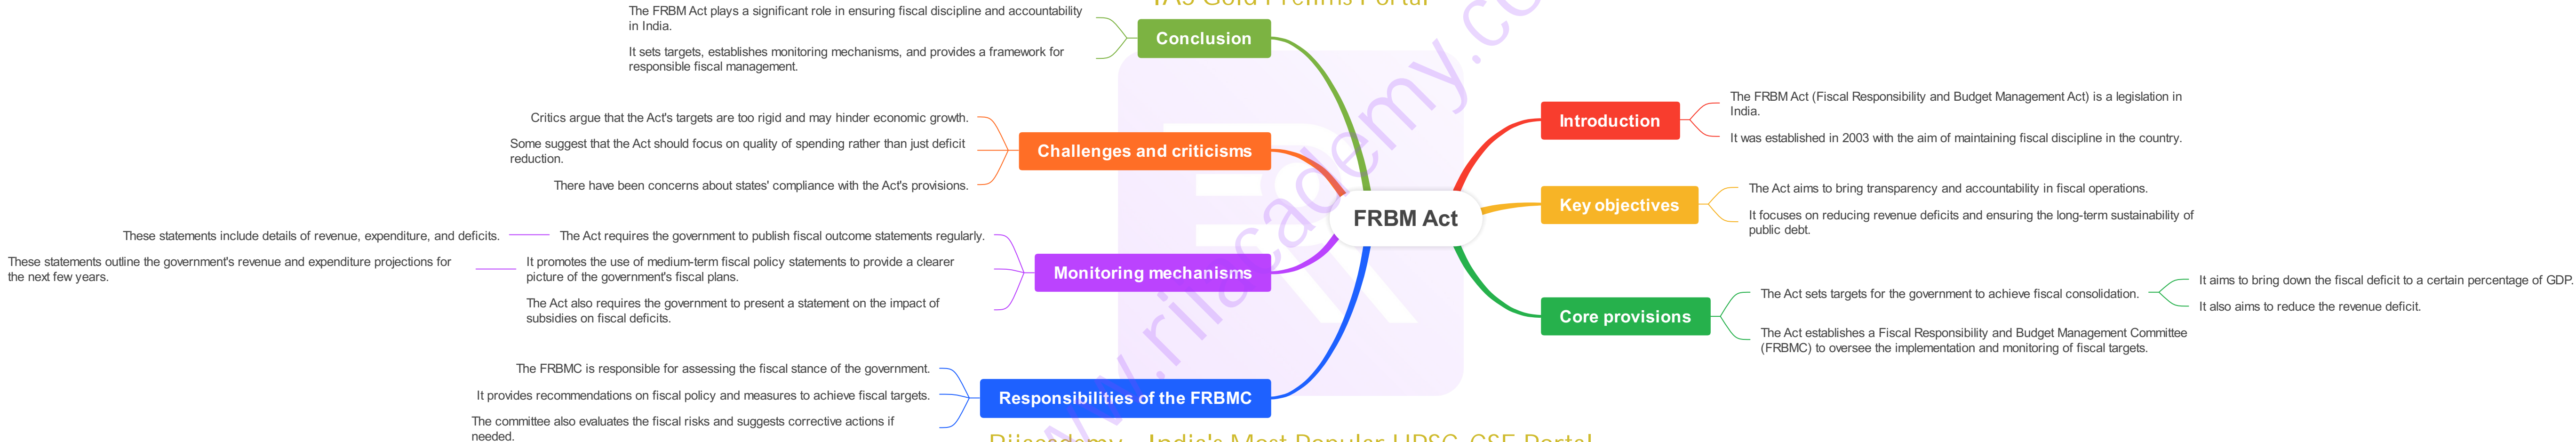 IAS Gold Prelims Portal
FRBM Act
Introduction
The FRBM Act (Fiscal Responsibility and Budget Management Act) is a legislation in
India.
It was established in 2003 with the aim of maintaining fiscal discipline in the country.
Key objectives
The Act aims to bring transparency and accountability in fiscal operations.
It focuses on reducing revenue deficits and ensuring the long-term sustainability of
public debt.
Core provisions
The Act sets targets for the government to achieve fiscal consolidation.
It aims to bring down the fiscal deficit to a certain percentage of GDP.
It also aims to reduce the revenue deficit.
The Act establishes a Fiscal Responsibility and Budget Management Committee
(FRBMC) to oversee the implementation and monitoring of fiscal targets.
Responsibilities of the FRBMC
The FRBMC is responsible for assessing the fiscal stance of the government.
It provides recommendations on fiscal policy and measures to achieve fiscal targets.
The committee also evaluates the fiscal risks and suggests corrective actions if
needed.
Monitoring mechanisms
The Act requires the government to publish fiscal outcome statements regularly.
These statements include details of revenue, expenditure, and deficits.
It promotes the use of medium-term fiscal policy statements to provide a clearer
picture of the government's fiscal plans.
These statements outline the government's revenue and expenditure projections for
the next few years.
The Act also requires the government to present a statement on the impact of
subsidies on fiscal deficits.
Challenges and criticisms
Critics argue that the Act's targets are too rigid and may hinder economic growth.
Some suggest that the Act should focus on quality of spending rather than just deficit
reduction.
There have been concerns about states' compliance with the Act's provisions.
Conclusion
The FRBM Act plays a significant role in ensuring fiscal discipline and accountability
in India.
It sets targets, establishes monitoring mechanisms, and provides a framework for
responsible fiscal management.
India's Most Popular UPSC-CSE Portal